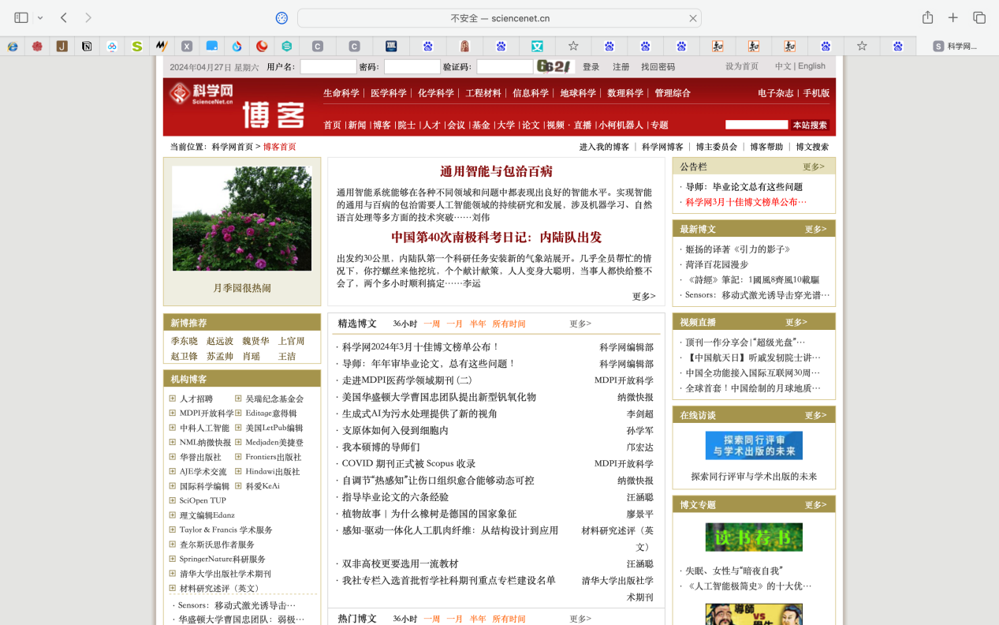 不安全 — sciencenet.cn
科学网...
2024年04月27日 星期六 用户名: 密码: 验证码: 6621 登录 注册 找回密码 设为首页 中文 | English
科学网
ScienceNet.cn
博客
生命科学 | 医学科学 | 化学科学 | 工程材料 | 信息科学 | 地球科学 | 数理科学 | 管理综合 电子杂志 | 手机版
首页 |新闻 |博客 |院士 |人才 |会议 |基金 |大学 |论文 |视频 · 直播 |小柯机器人 |专题 本站搜索
当前位置：科学网首页 > 博客首页 进入我的博客 | 科学网博客 | 博主委员会 | 博客帮助 | 博文搜索
月季园很热闹
新博推荐
季东晓 赵远波 魏贤华 上官周
赵卫锋 苏孟帅 肖瑶 王洁
机构博客
人才招聘 吴瑞纪念基金会
MDPI开放科学 Editage意得辑
中科人工智能 美国LetPub编辑
NML纳微快报 Medjaden美捷登
华誉出版社 Frontiers出版社
AJE学术交流 Hindawi出版社
国际科学编辑 科爱KeAi
SciOpen TUP
理文编辑Edanz
Taylor & Francis 学术服务
查尔斯沃思作者服务
SpringerNature科研服务
清华大学出版社学术期刊
材料研究述评（英文）
· Sensors：移动式激光诱导击…
· 华盛顿大学曹国忠团队：弱极…
通用智能与包治百病
通用智能系统能够在各种不同领域和问题中都表现出良好的智能水平。实现智能
的通用与百病的包治需要人工智能领域的持续研究和发展，涉及机器学习、自然
语言处理等多方面的技术突破……刘伟
中国第40次南极科考日记：内陆队出发
出发约30公里，内陆队第一个科研任务安装新的气象站展开。几乎全员帮忙的情
况下，你拧螺丝来他挖坑，个个献计献策，人人变身大聪明，当事人都快给整不
会了，两个多小时顺利搞定……李运
更多>
精选博文 36小时 一周 一月 半年 所有时间 更多>
· 科学网2024年3月十佳博文榜单公布！ 科学网编辑部
· 导师：年年审毕业论文，总有这些问题！ 科学网编辑部
· 走进MDPI医药学领域期刊 (二) MDPI开放科学
· 美国华盛顿大学曹国忠团队提出新型钒氧化物 纳微快报
· 生成式AI为污水处理提供了新的视角 李剑超
· 支原体如何入侵到细胞内 孙学军
· 我本硕博的导师们 邝宏达
· COVID 期刊正式被 Scopus 收录 MDPI开放科学
· 自调节“热感知”让伤口组织愈合能够动态可控 纳微快报
· 指导毕业论文的六条经验 汪涵聪
· 植物故事 | 为什么橡树是德国的国家象征 廖景平
· 感知-驱动一体化人工肌肉纤维：从结构设计到应用 材料研究述评（英
文）
· 双非高校更要选用一流教材 汪涵聪
· 我社专栏入选首批哲学社科期刊重点专栏建设名单 清华大学出版社学
术期刊
热门博文 36小时 一周 一月 半年 所有时间 更多>
公告栏 更多>
· 导师：毕业论文总有这些问题
· 科学网3月十佳博文榜单公布…
最新博文 更多>
· 姬扬的译著《引力的影子》
· 菏泽百花园漫步
· 《詩經》筆記：1國風8齊風10載驅
· Sensors：移动式激光诱导击穿光谱…
视频直播 更多>
· 顶刊一作分享会|“超级光盘”…
· 【中国航天日】听戚发轫院士讲…
· 中国全功能接入国际互联网30周…
· 全球首套！中国绘制的月球地质…
在线访谈 更多>
探索同行评审
与学术出版的未来
探索同行评审与学术出版的未来
博文专题 更多>
读书荐书
· 失眠、女性与“暗夜自我”
· 《人工智能极简史》的十大优…
導師
VS